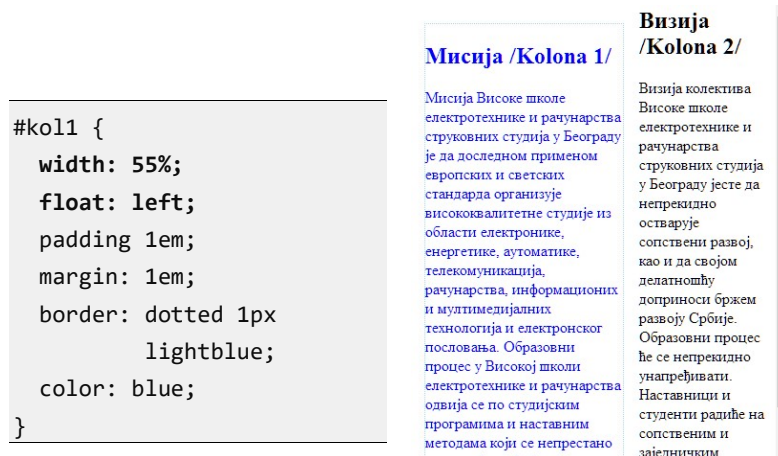 #kol1 {
width: 55%;
float: left;
padding 1em;
margin: 1em;
border: dotted 1px
lightblue;
color: blue;
}
Мисија /Kolona 1/
Мисија Високе школе
електротехнике и рачунарства
струковних студија у Београду
је да доследном применом
европских и светских
стандарда организује
висококвалитетне студије из
области електронике,
енергетике, аутоматике,
телекомуникација,
рачунарства, информационих
и мултимедијалних
технологија и електронског
пословања. Образовни
процес у Високој школи
електротехнике и рачунарства
одвија се по студијским
програмима и наставним
методама који се непрестано
Визија
/Kolona 2/
Визија колектива
Високе школе
електротехнике и
рачунарства
струковних студија
у Београду јесте да
непрекидно
остварује
сопствени развој,
као и да својом
делатношћу
доприноси бржем
развоју Србије.
Образовни процес
ће се непрекидно
унапређивати.
Наставници и
студенти радиће на
сопственим и
заједничким